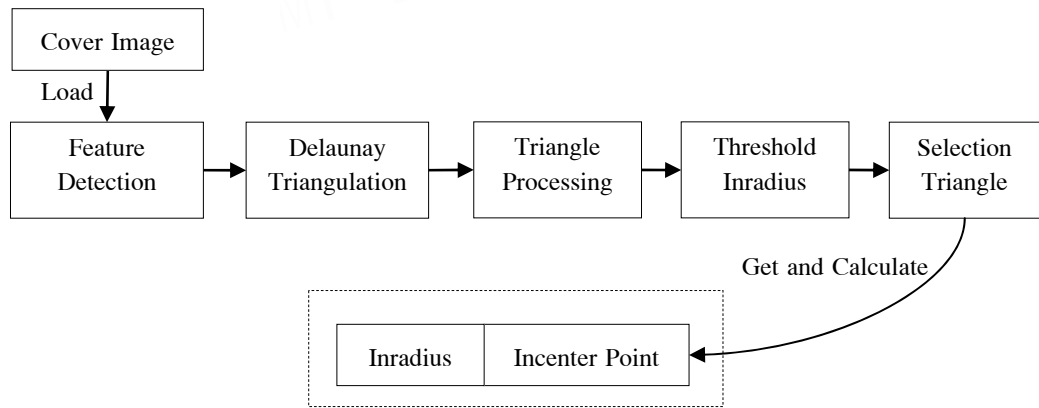 Cover Image
Load
Feature
Detection
Delaunay
Triangulation
Triangle
Processing
Threshold
Inradius
Selection
Triangle
Get and Calculate
Inradius
Incenter Point